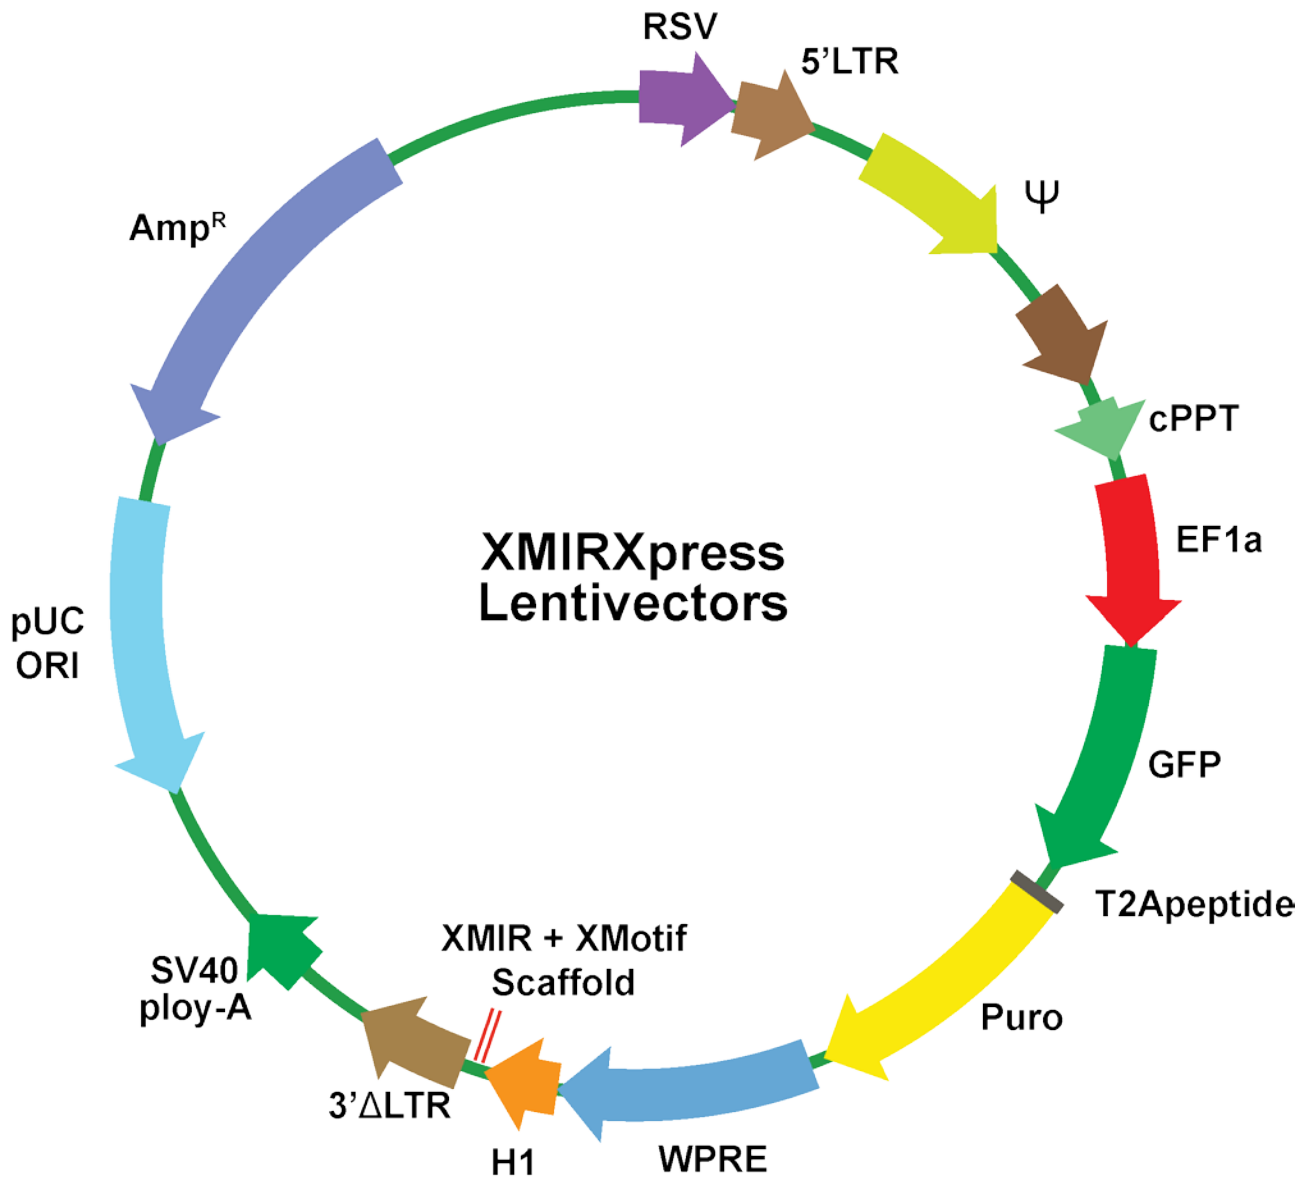 RSV
5'LTR
Ψ
cPPT
EF1a
GFP
T2Apeptide
Puro
WPRE
H1
XMIR + XMotif
Scaffold
3'ΔLTR
SV40
ploy-A
pUC
ORI
Ampᴿ
XMIRXpress
Lentivectors